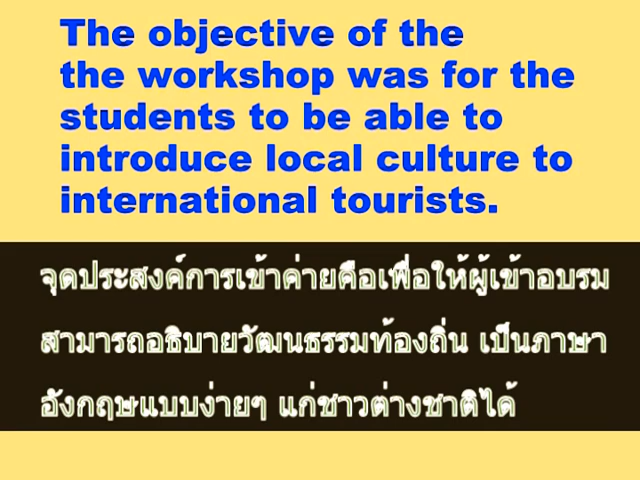 The objective of the
the workshop was for the
students to be able to
introduce local culture to
international tourists.
จุดประสงค์การเข้าค่ายคือเพื่อให้ผู้เข้าอบรม
สามารถอธิบายวัฒนธรรมท้องถิ่น เป็นภาษา
อังกฤษแบบง่ายๆ แก่ชาวต่างชาติได้